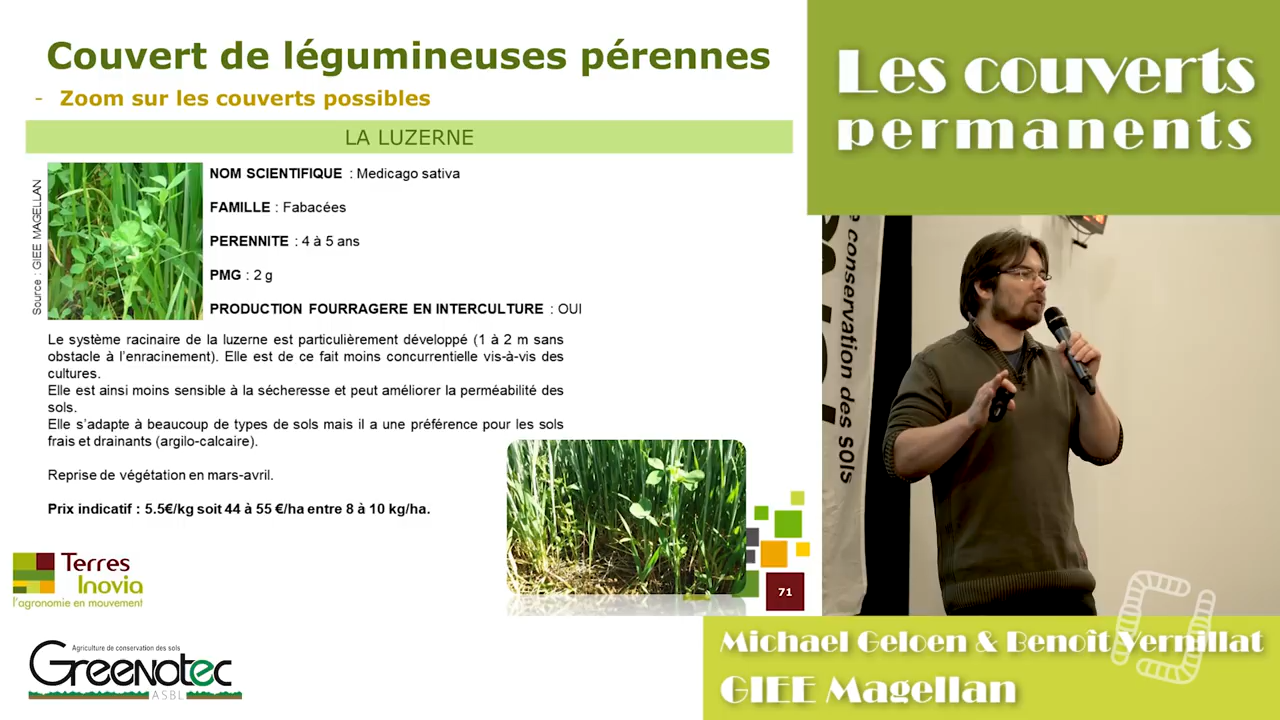 Couvert de légumineuses pérennes
- Zoom sur les couverts possibles
LA LUZERNE
Source : GIEE MAGELLAN
NOM SCIENTIFIQUE : Medicago sativa
FAMILLE : Fabacées
PERENNITE : 4 à 5 ans
PMG : 2 g
PRODUCTION FOURRAGERE EN INTERCULTURE : OUI
Le système racinaire de la luzerne est particulièrement développé (1 à 2 m sans
obstacle à l'enracinement). Elle est de ce fait moins concurrentielle vis-à-vis des
cultures.
Elle est ainsi moins sensible à la sécheresse et peut améliorer la perméabilité des
sols.
Elle s'adapte à beaucoup de types de sols mais il a une préférence pour les sols
frais et drainants (argilo-calcaire).
Reprise de végétation en mars-avril.
Prix indicatif : 5.5€/kg soit 44 à 55 €/ha entre 8 à 10 kg/ha.
Terres
Inovia
l'agronomie en mouvement
71
Agriculture de conservation des sols
Greenotec
ASBL
Les couverts
permanents
e conservation des sols
Michael Geloen & Benoît Vernillat
GIEE Magellan